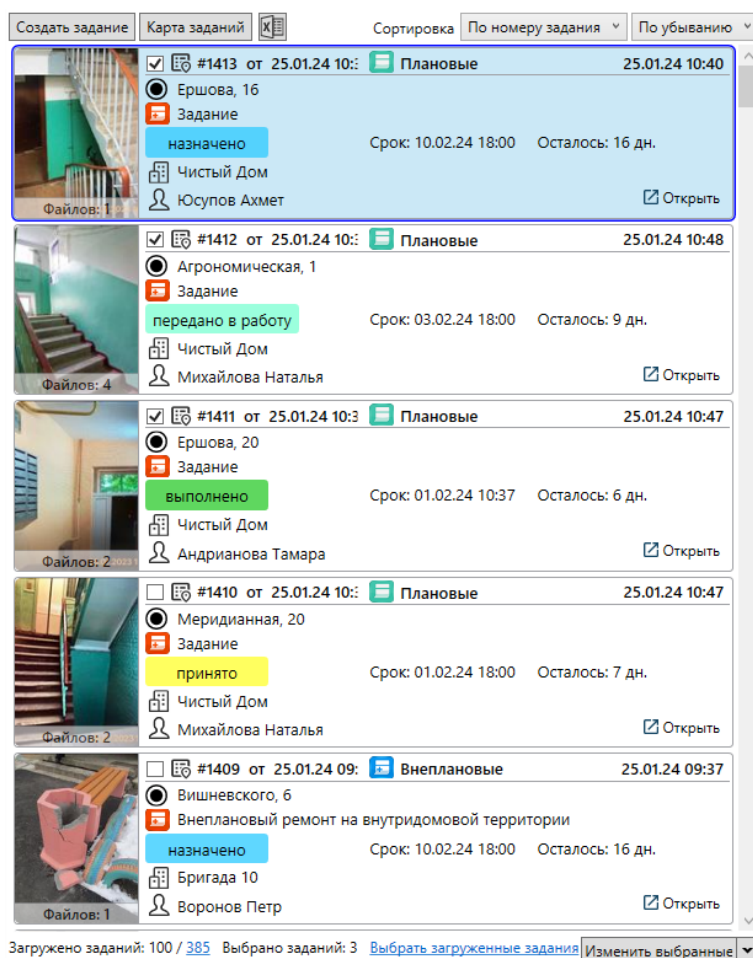 Создать задание Карта заданий Сортировка По номеру задания По убыванию
#1413 от 25.01.24 10:3 Плановые 25.01.24 10:40
Ершова, 16
Задание
назначено Срок: 10.02.24 18:00 Осталось: 16 дн.
Чистый Дом
Файлов: 1 Юсупов Ахмет Открыть
#1412 от 25.01.24 10:3 Плановые 25.01.24 10:48
Агрономическая, 1
Задание
передано в работу Срок: 03.02.24 18:00 Осталось: 9 дн.
Чистый Дом
Файлов: 4 Михайлова Наталья Открыть
#1411 от 25.01.24 10:3 Плановые 25.01.24 10:47
Ершова, 20
Задание
выполнено Срок: 01.02.24 10:37 Осталось: 6 дн.
Чистый Дом
Файлов: 2 Андрианова Тамара Открыть
#1410 от 25.01.24 10:3 Плановые 25.01.24 10:47
Меридианная, 20
Задание
принято Срок: 01.02.24 18:00 Осталось: 7 дн.
Чистый Дом
Файлов: 2 Михайлова Наталья Открыть
#1409 от 25.01.24 09: Внеплановые 25.01.24 09:37
Вишневского, 6
Внеплановый ремонт на внутридомовой территории
назначено Срок: 10.02.24 18:00 Осталось: 16 дн.
Бригада 10
Файлов: 1 Воронов Петр Открыть
Загружено заданий: 100 / 385 Выбрано заданий: 3 Выбрать загруженные задания Изменить выбранные